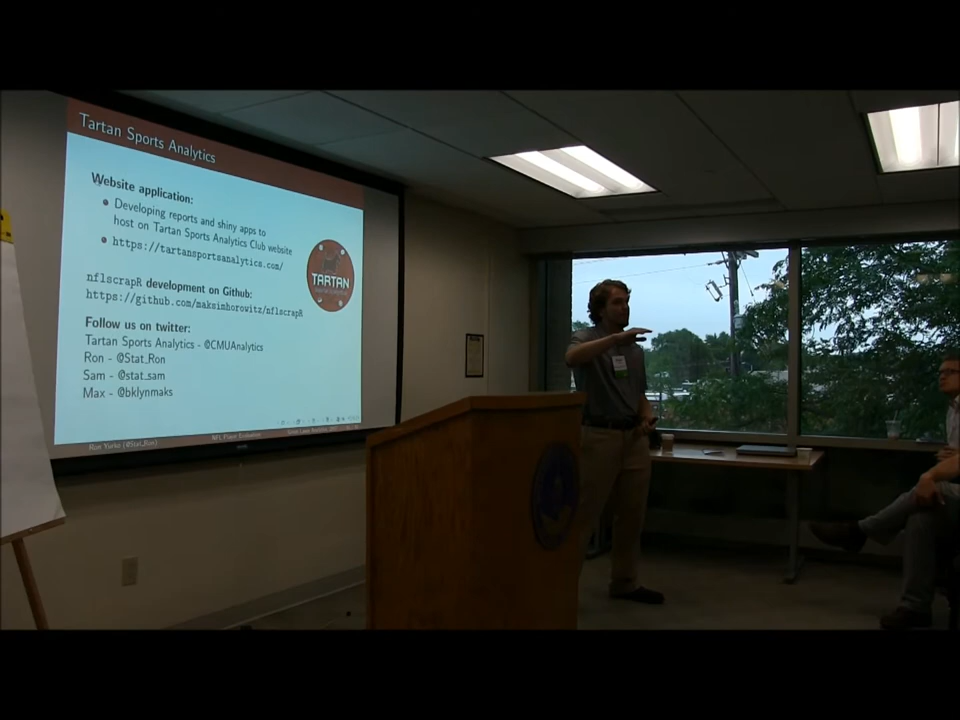 Tartan Sports Analytics
Website application:
Developing reports and shiny apps to
host on Tartan Sports Analytics Club website
https://tartansportsanalytics.com/
TARTAN
nflscrapR development on Github:
https://github.com/maksimhorowitz/nflscrapR
Follow us on twitter:
Tartan Sports Analytics - @CMUAnalytics
Ron - @Stat_Ron
Sam - @stat_sam
Max - @bklynmaks
Ron Yurko (@Stat_Ron)
NFL Player Evaluation